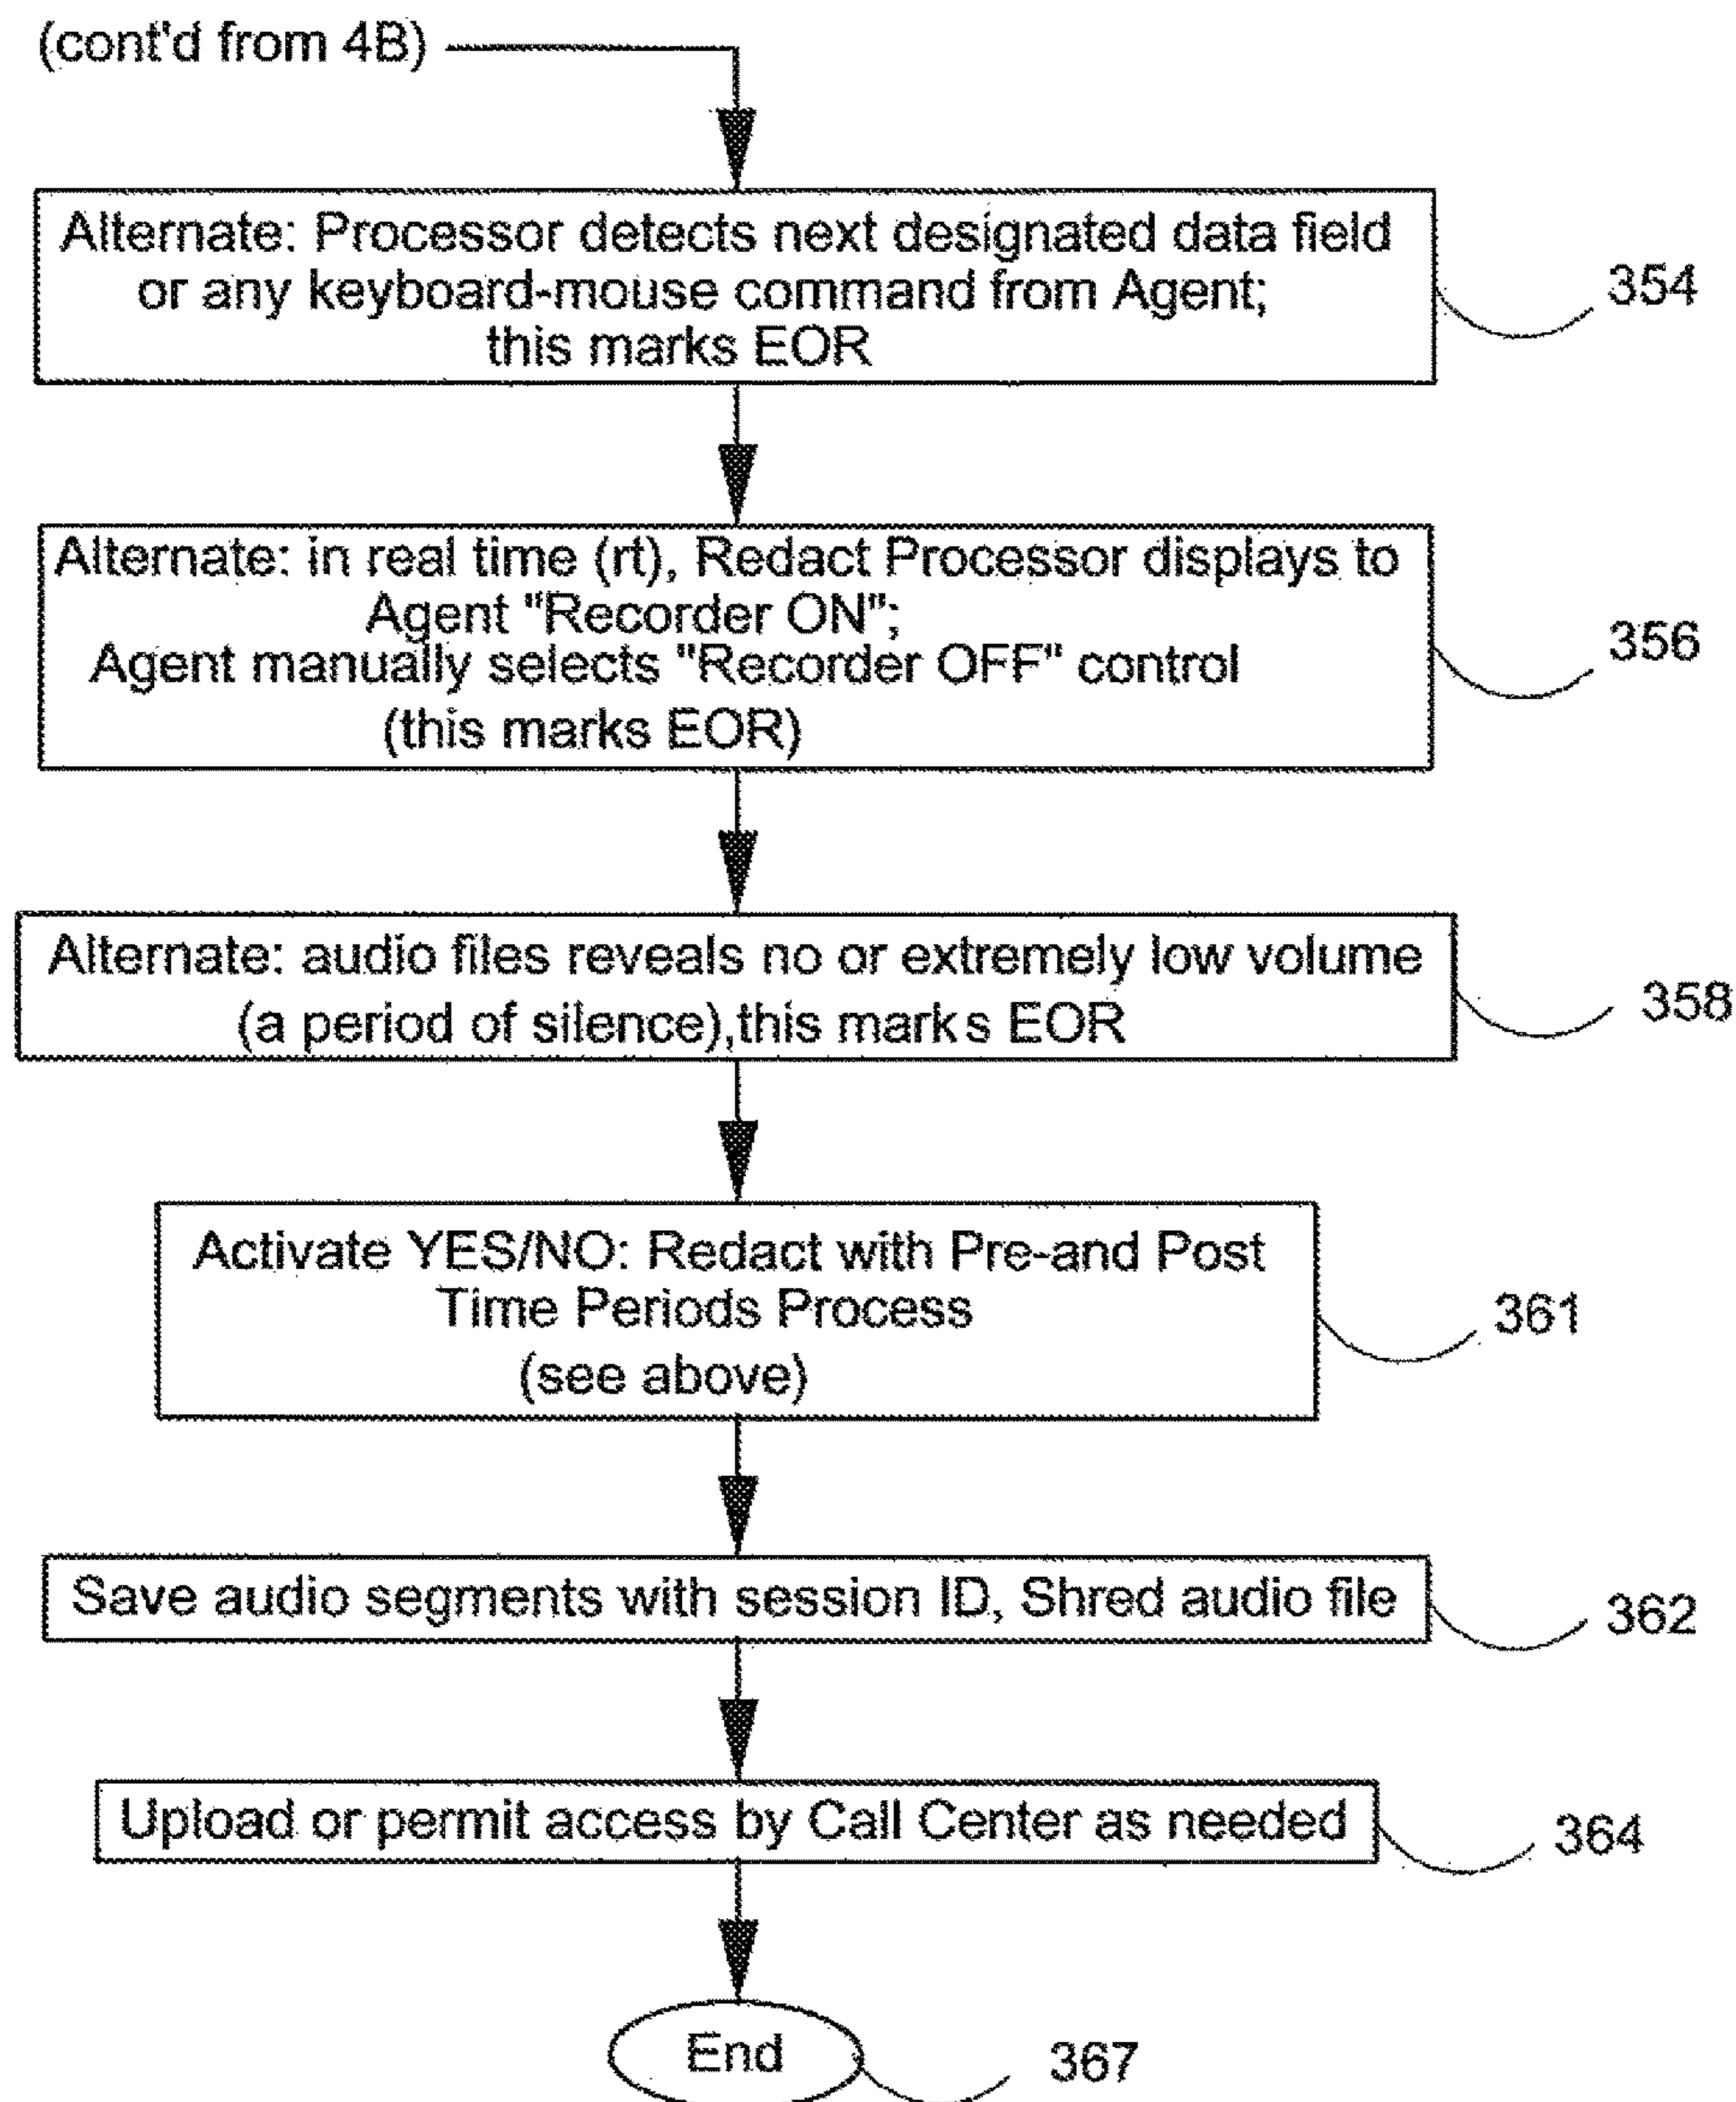 (cont'd from 4B)
Alternate: Processor detects next designated data field
or any keyboard-mouse command from Agent;
this marks EOR
354
Alternate: in real time (rt), Redact Processor displays to
Agent "Recorder ON";
Agent manually selects "Recorder OFF" control
(this marks EOR)
356
Alternate: audio files reveals no or extremely low volume
(a period of silence),this marks EOR
358
Activate YES/NO: Redact with Pre-and Post
Time Periods Process
(see above)
361
Save audio segments with session ID, Shred audio file
362
Upload or permit access by Call Center as needed
364
End
367